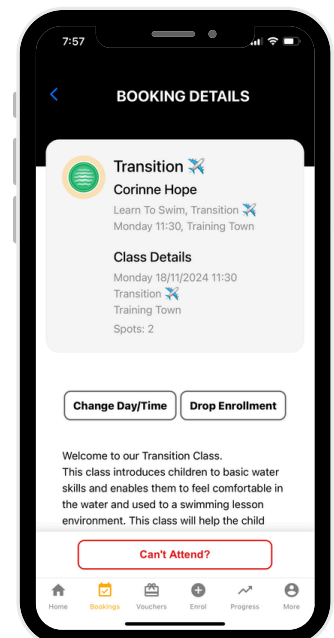 7:57
BOOKING DETAILS
Transition ✈️
Corinne Hope
Learn To Swim, Transition ✈️
Monday 11:30, Training Town
Class Details
Monday 18/11/2024 11:30
Transition ✈️
Training Town
Spots: 2
Change Day/Time Drop Enrollment
Welcome to our Transition Class.
This class introduces children to basic water
skills and enables them to feel comfortable in
the water and used to a swimming lesson
environment. This class will help the child
Can't Attend?
Home Bookings Vouchers Enrol Progress More